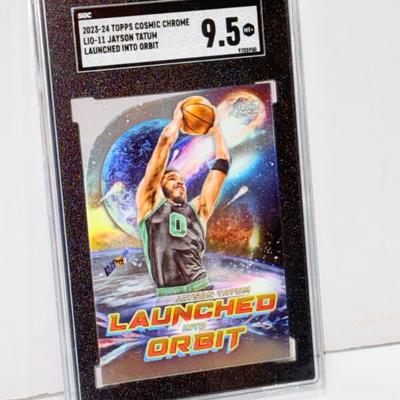 SGC
2023-24 TOPPS COSMIC CHROME
LIO-11 JAYSON TATUM
LAUNCHED INTO ORBIT
9.5 MT+
0
JAYSON TATUM
LAUNCHED
INTO
ORBIT